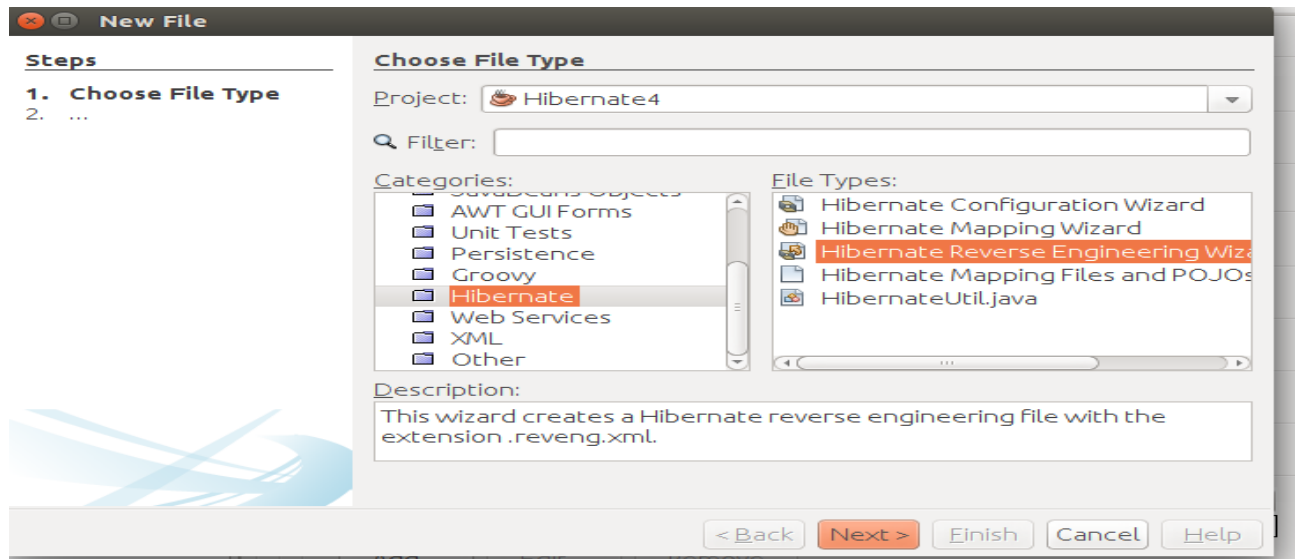 New File
Steps
1. Choose File Type
2. ...
Choose File Type
Project: Hibernate4
Filter:
Categories:
AWT GUI Forms
Unit Tests
Persistence
Groovy
Hibernate
Web Services
XML
Other
File Types:
Hibernate Configuration Wizard
Hibernate Mapping Wizard
Hibernate Reverse Engineering Wiza
Hibernate Mapping Files and POJOs
HibernateUtil.java
Description:
This wizard creates a Hibernate reverse engineering file with the
extension .reveng.xml.
< Back Next > Finish Cancel Help